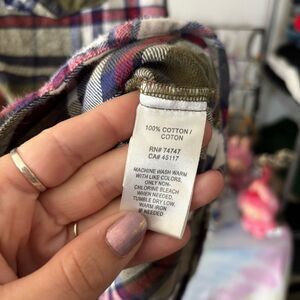 100% COTTON /
COTON
RN# 74747
CA# 45117
MACHINE WASH WARM
WITH LIKE COLORS.
ONLY NON-
CHLORINE BLEACH
WHEN NEEDED.
TUMBLE DRY LOW.
WARM IRON
IF NEEDED